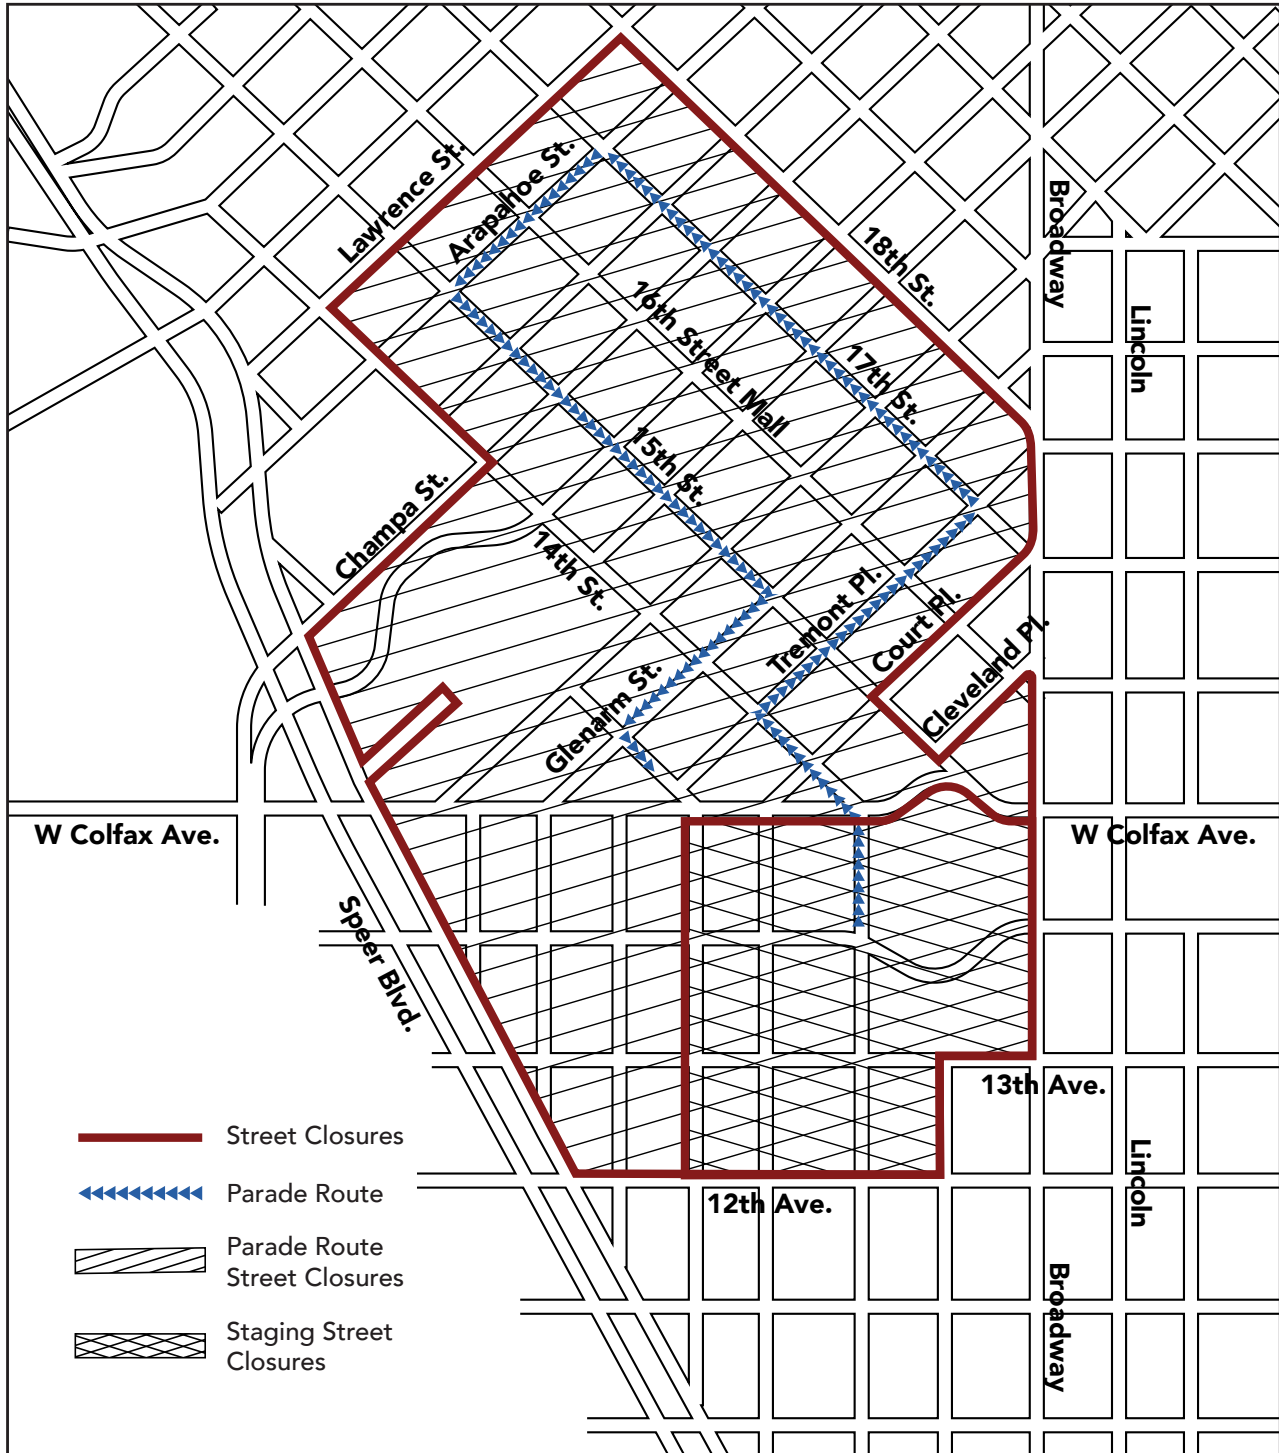 Lawrence St.
Arapahoe St.
18th St.
Broadway
Lincoln
16th Street Mall
17th St.
15th St.
Champa St.
14th St.
Tremont Pl.
Court Pl.
Cleveland Pl.
Glenarm St.
W Colfax Ave.
W Colfax Ave.
Speer Blvd.
13th Ave.
12th Ave.
Lincoln
Broadway
Street Closures
Parade Route
Parade Route
Street Closures
Staging Street
Closures